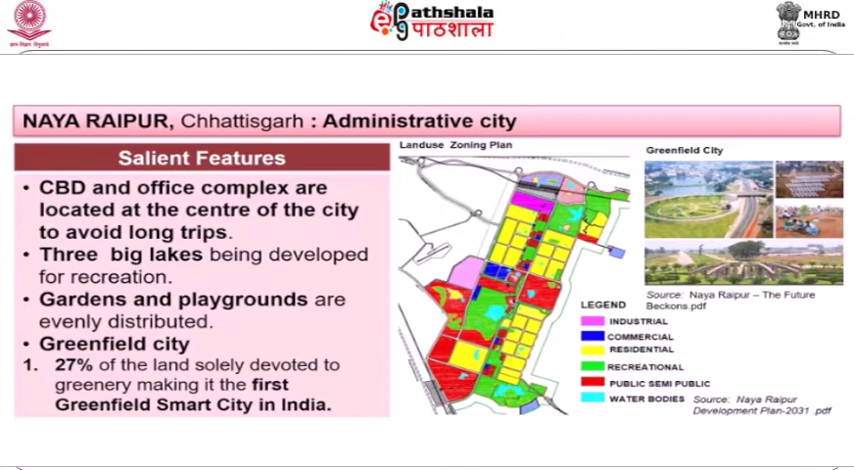 Pathshala
पाठशाला
MHRD
Govt. of India
NAYA RAIPUR, Chhattisgarh : Administrative city
Salient Features
• CBD and office complex are
located at the centre of the city
to avoid long trips.
• Three big lakes being developed
for recreation.
• Gardens and playgrounds are
evenly distributed.
• Greenfield city
1. 27% of the land solely devoted to
greenery making it the first
Greenfield Smart City in India.
Landuse Zoning Plan
LEGEND
INDUSTRIAL
COMMERCIAL
RESIDENTIAL
RECREATIONAL
PUBLIC SEMI PUBLIC
WATER BODIES
Source: Naya Raipur
Development Plan-2031 .pdf
Greenfield City
Source: Naya Raipur – The Future
Beckons.pdf